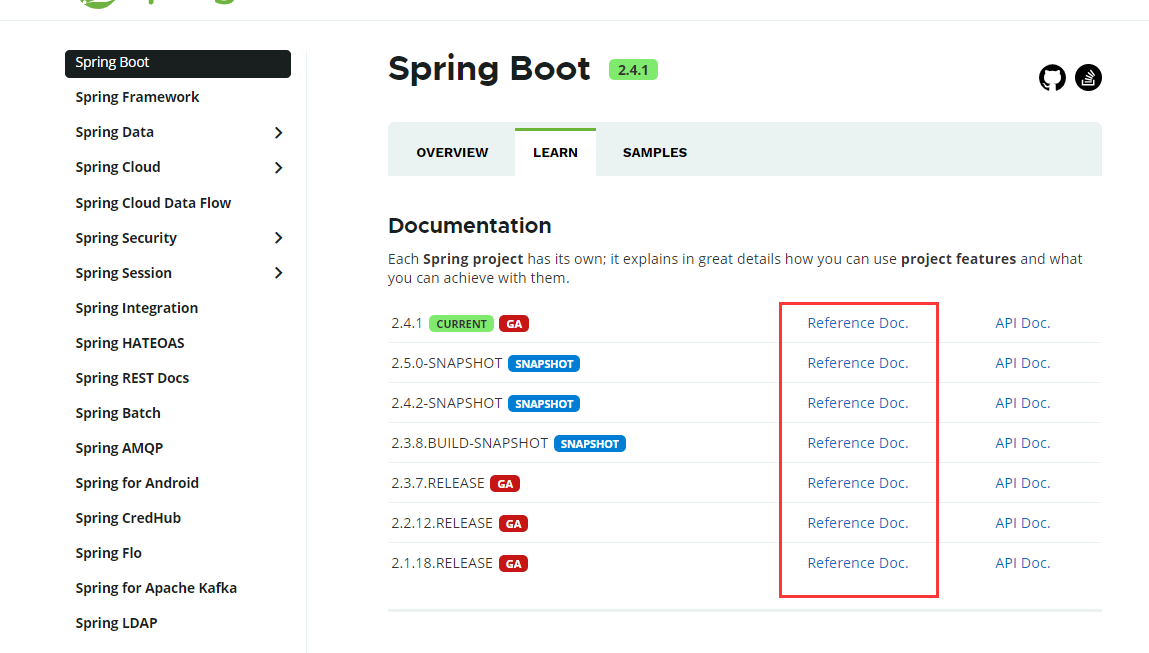 Spring Boot
Spring Framework
Spring Data
Spring Cloud
Spring Cloud Data Flow
Spring Security
Spring Session
Spring Integration
Spring HATEOAS
Spring REST Docs
Spring Batch
Spring AMQP
Spring for Android
Spring CredHub
Spring Flo
Spring for Apache Kafka
Spring LDAP
Spring Boot 2.4.1
OVERVIEW LEARN SAMPLES
Documentation
Each Spring project has its own; it explains in great details how you can use project features and what
you can achieve with them.
2.4.1 CURRENT GA Reference Doc. API Doc.
2.5.0-SNAPSHOT SNAPSHOT Reference Doc. API Doc.
2.4.2-SNAPSHOT SNAPSHOT Reference Doc. API Doc.
2.3.8.BUILD-SNAPSHOT SNAPSHOT Reference Doc. API Doc.
2.3.7.RELEASE GA Reference Doc. API Doc.
2.2.12.RELEASE GA Reference Doc. API Doc.
2.1.18.RELEASE GA Reference Doc. API Doc.